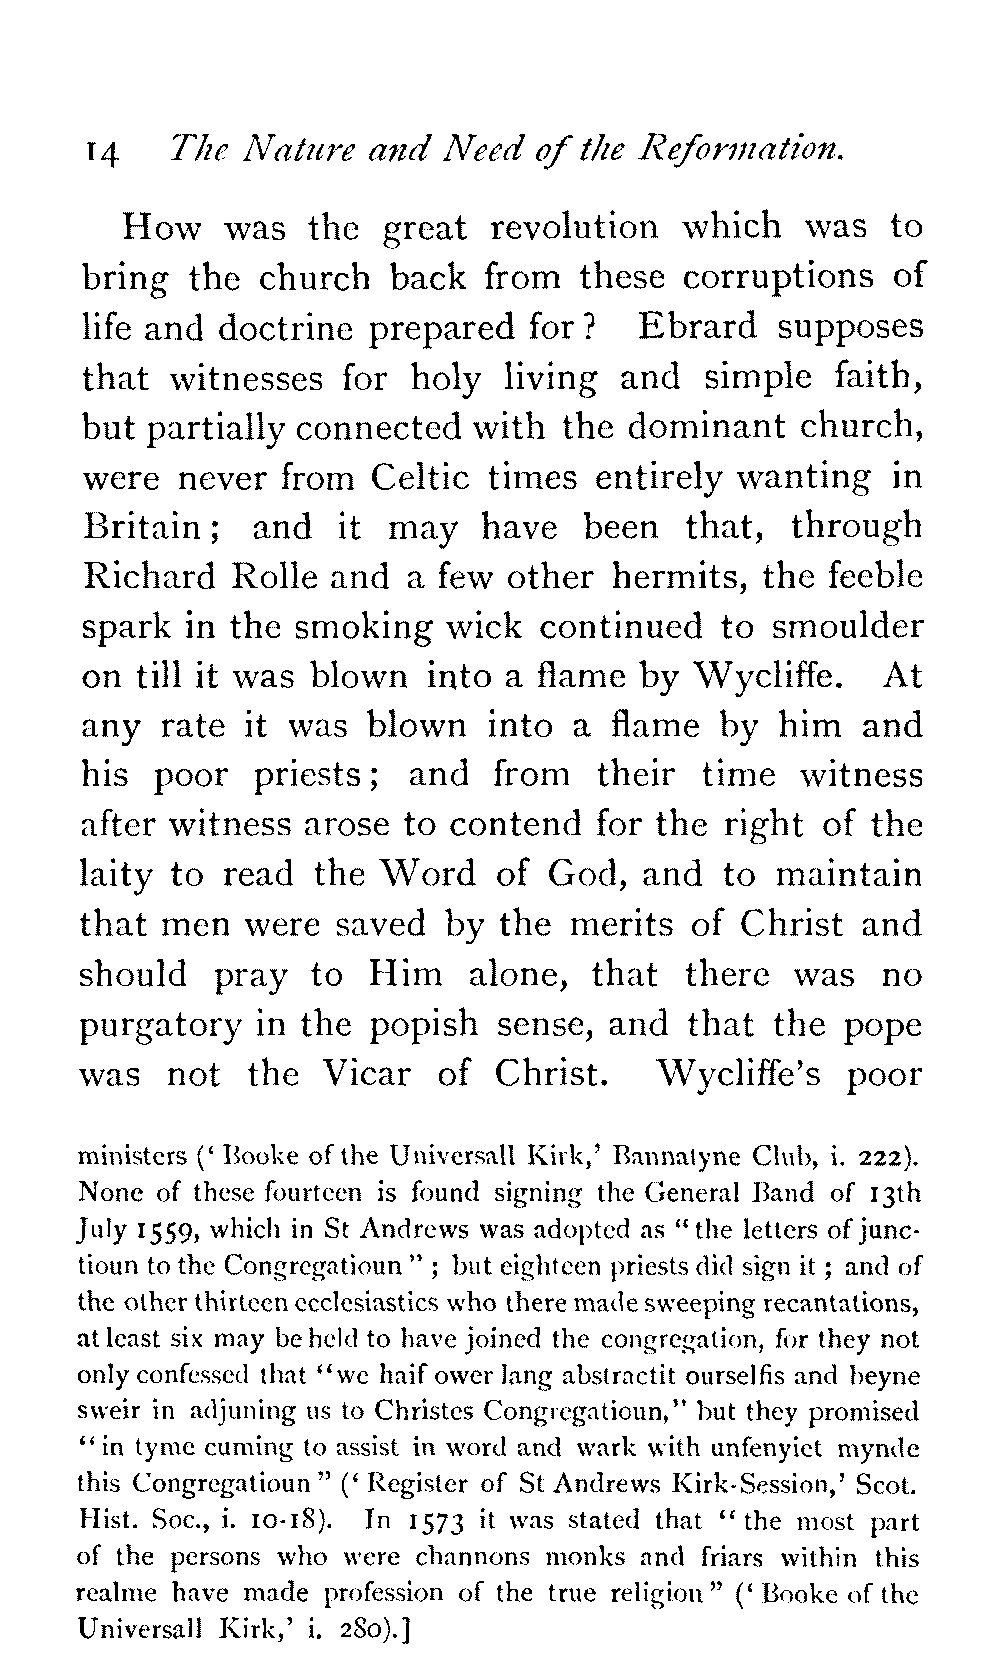 14 The Nature and Need of the Reformation.
How was the great revolution which was to
bring the church back from these corruptions of
life and doctrine prepared for? Ebrard supposes
that witnesses for holy living and simple faith,
but partially connected with the dominant church,
were never from Celtic times entirely wanting in
Britain; and it may have been that, through
Richard Rolle and a few other hermits, the feeble
spark in the smoking wick continued to smoulder
on till it was blown into a flame by Wycliffe. At
any rate it was blown into a flame by him and
his poor priests; and from their time witness
after witness arose to contend for the right of the
laity to read the Word of God, and to maintain
that men were saved by the merits of Christ and
should pray to Him alone, that there was no
purgatory in the popish sense, and that the pope
was not the Vicar of Christ. Wycliffe's poor
ministers (' Booke of the Universall Kirk,' Bannatyne Club, i. 222).
None of these fourteen is found signing the General Band of 13th
July 1559, which in St Andrews was adopted as "the letters of junc-
tioun to the Congregatioun"; but eighteen priests did sign it; and of
the other thirteen ecclesiastics who there made sweeping recantations,
at least six may be held to have joined the congregation, for they not
only confessed that "we haif ower lang abstractit ourselfis and beyne
sweir in adjuning us to Christes Congregatioun," but they promised
"in tyme cuming to assist in word and wark with unfenyiet mynde
this Congregatioun" (' Register of St Andrews Kirk-Session,' Scot.
Hist. Soc., i. 10-18). In 1573 it was stated that "the most part
of the persons who were channons monks and friars within this
realme have made profession of the true religion" (' Booke of the
Universall Kirk,' i. 280).]